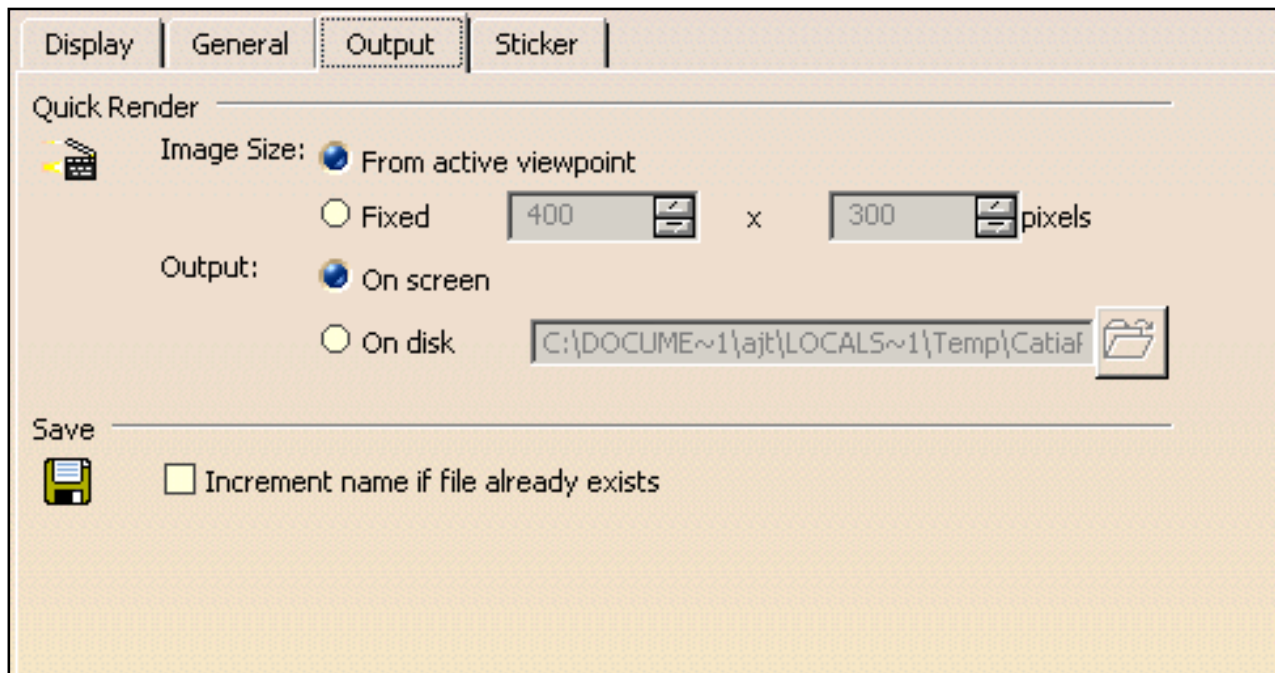 Display General Output Sticker
Quick Render
Image Size: From active viewpoint
Fixed 400 x 300 pixels
Output: On screen
On disk C:\DOCUME~1\ajt\LOCALS~1\Temp\Catia
Save
Increment name if file already exists